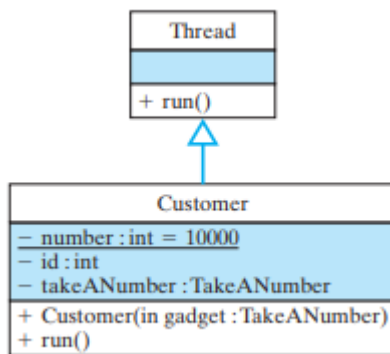 Thread
+ run()
Customer
− number : int = 10000
− id : int
− takeANumber : TakeANumber
+ Customer(in gadget : TakeANumber)
+ run()